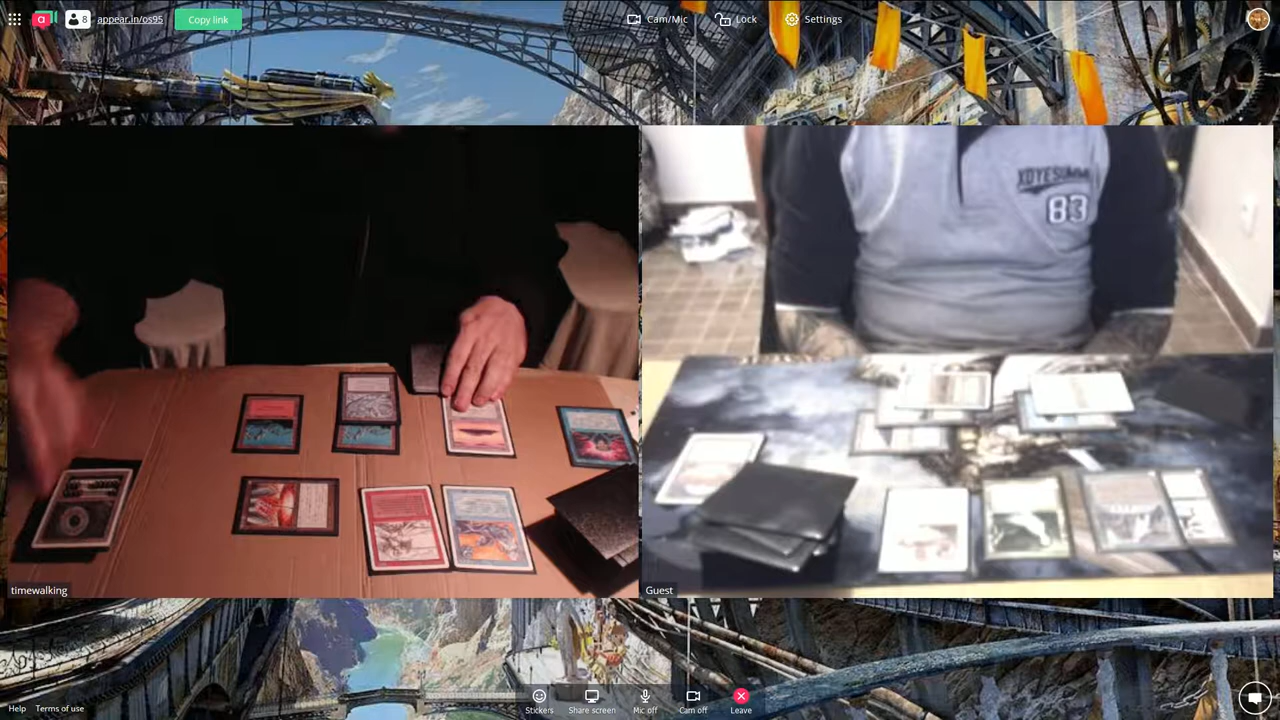 a
8
appear.in/os95
Copy link
Cam/Mic
Lock
Settings
83
timewalking
Guest
Help
Terms of use
Stickers
Share screen
Mic off
Cam off
Leave